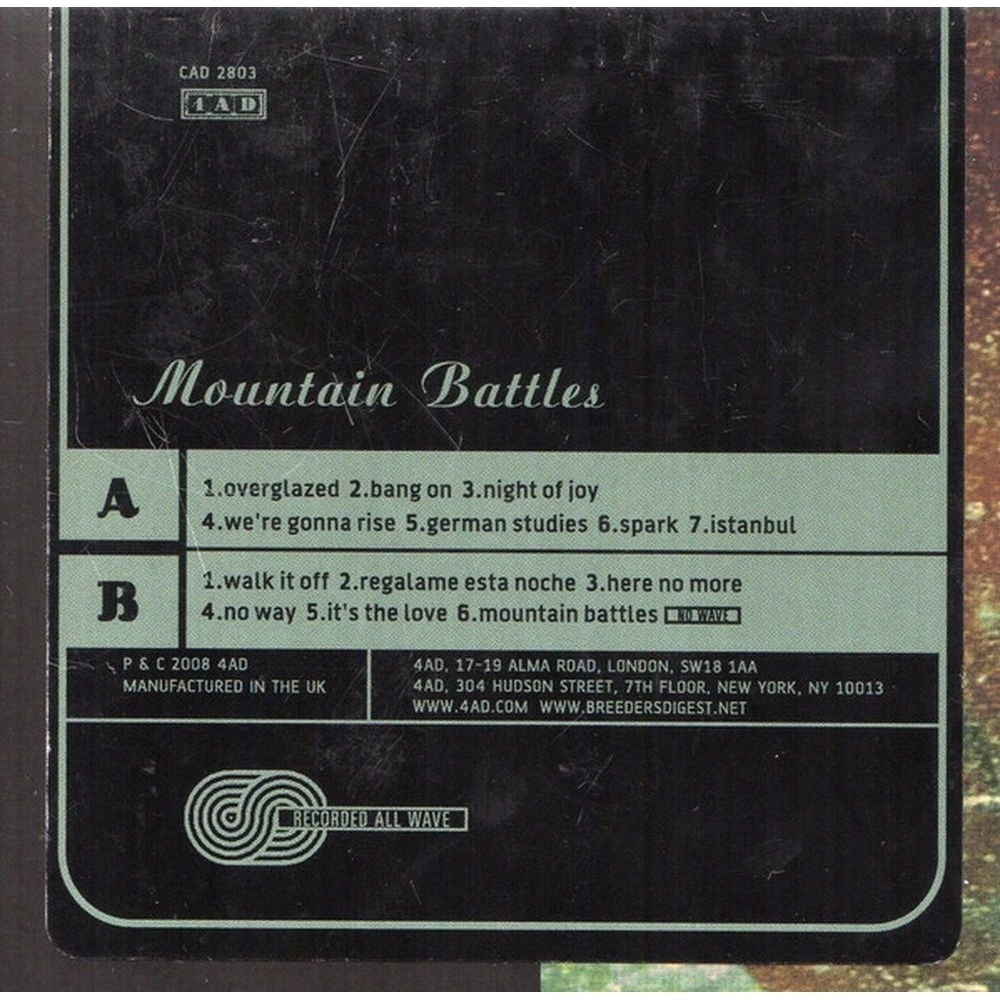 CAD 2803
4AD
Mountain Battles
A
1.overglazed 2.bang on 3.night of joy
4.we're gonna rise 5.german studies 6.spark 7.istanbul
B
1.walk it off 2.regalame esta noche 3.here no more
4.no way 5.it's the love 6.mountain battles NO WAVE
P & C 2008 4AD
MANUFACTURED IN THE UK
4AD, 17-19 ALMA ROAD, LONDON, SW18 1AA
4AD, 304 HUDSON STREET, 7TH FLOOR, NEW YORK, NY 10013
WWW.4AD.COM WWW.BREEDERSDIGEST.NET
RECORDED ALL WAVE